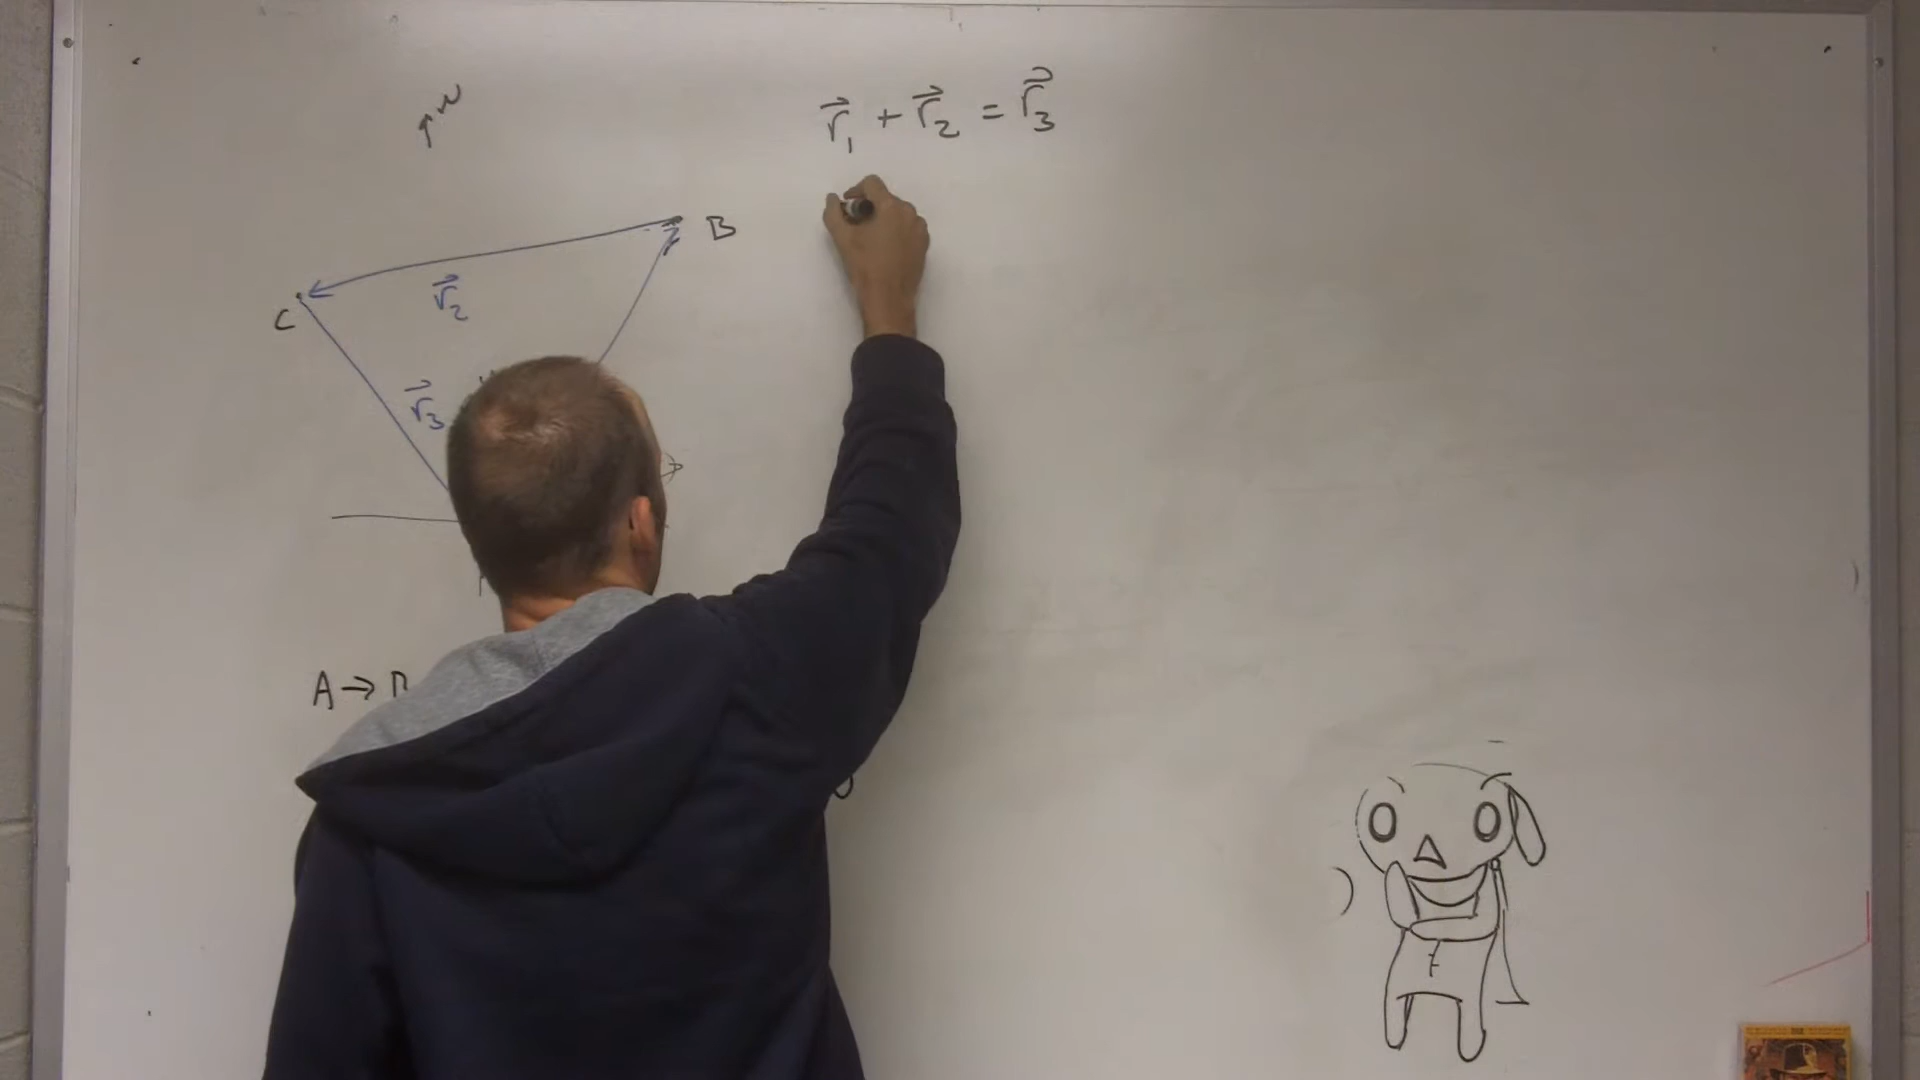 N
r⃗₁ + r⃗₂ = r⃗₃
B
r⃗₂
C
r⃗₃
A →